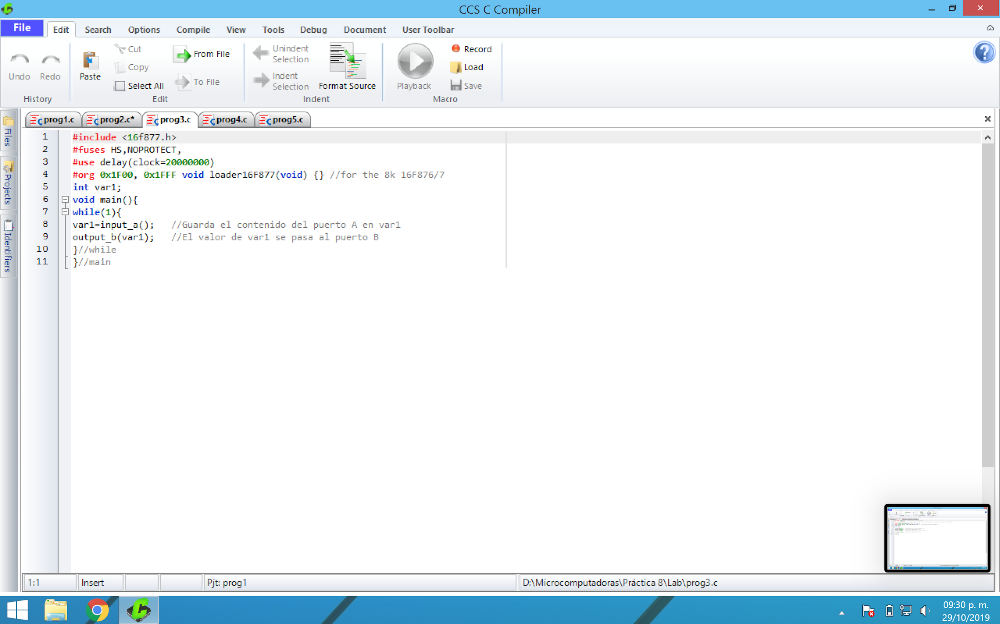 CCS C Compiler
File Edit Search Options Compile View Tools Debug Document User Toolbar
Undo Redo
History
Paste
Cut
Copy
Select All
From File
To File
Edit
Unindent
Selection
Indent
Selection
Format Source
Indent
Playback
Record
Load
Save
Macro
Files
Projects
Identifiers
prog1.c prog2.c* prog3.c prog4.c prog5.c
1 #include <16f877.h>
2 #fuses HS,NOPROTECT,
3 #use delay(clock=20000000)
4 #org 0x1F00, 0x1FFF void loader16F877(void) {} //for the 8k 16F876/7
5 int var1;
6 void main(){
7 while(1){
8 var1=input_a(); //Guarda el contenido del puerto A en var1
9 output_b(var1); //El valor de var1 se pasa al puerto B
10 }//while
11 }//main
1:1 Insert Pjt: prog1 D:\Microcomputadoras\Práctica 8\Lab\prog3.c
09:30 p. m.
29/10/2019